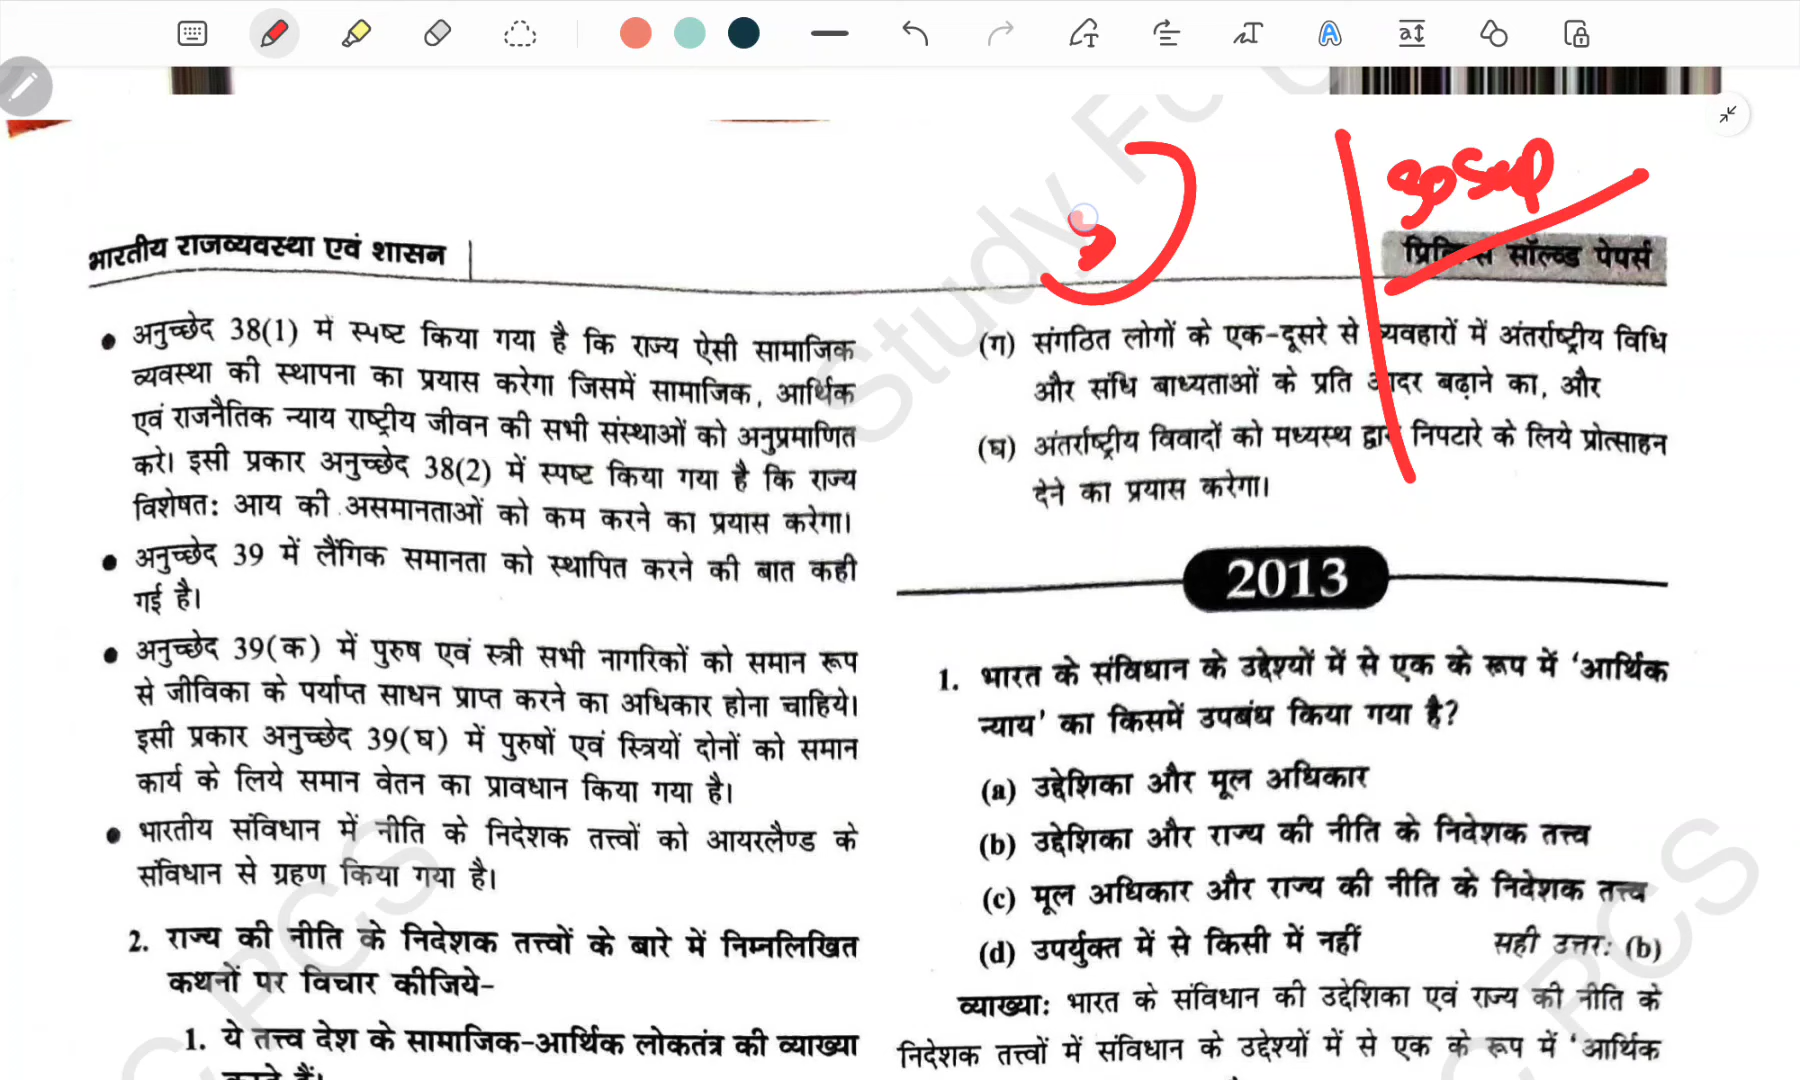 भारतीय राजव्यवस्था एवं शासन
• अनुच्छेद 38(1) में स्पष्ट किया गया है कि राज्य ऐसी सामाजिक
व्यवस्था की स्थापना का प्रयास करेगा जिसमें सामाजिक, आर्थिक
एवं राजनैतिक न्याय राष्ट्रीय जीवन की सभी संस्थाओं को अनुप्रमाणित
करे। इसी प्रकार अनुच्छेद 38(2) में स्पष्ट किया गया है कि राज्य
विशेषत: आय की असमानताओं को कम करने का प्रयास करेगा।
• अनुच्छेद 39 में लैंगिक समानता को स्थापित करने की बात कही
गई है।
• अनुच्छेद 39(क) में पुरुष एवं स्त्री सभी नागरिकों को समान रूप
से जीविका के पर्याप्त साधन प्राप्त करने का अधिकार होना चाहिये।
इसी प्रकार अनुच्छेद 39(घ) में पुरुषों एवं स्त्रियों दोनों को समान
कार्य के लिये समान वेतन का प्रावधान किया गया है।
• भारतीय संविधान में नीति के निदेशक तत्त्वों को आयरलैण्ड के
संविधान से ग्रहण किया गया है।
2. राज्य की नीति के निदेशक तत्त्वों के बारे में निम्नलिखित
कथनों पर विचार कीजिये-
1. ये तत्त्व देश के सामाजिक-आर्थिक लोकतंत्र की व्याख्या
करते हैं।
30 Sep
प्रिलिम्स सॉल्व्ड पेपर्स
(ग) संगठित लोगों के एक-दूसरे से व्यवहारों में अंतर्राष्ट्रीय विधि
और संधि बाध्यताओं के प्रति आदर बढ़ाने का, और
(घ) अंतर्राष्ट्रीय विवादों को मध्यस्थ द्वारा निपटारे के लिये प्रोत्साहन
देने का प्रयास करेगा।
2013
1. भारत के संविधान के उद्देश्यों में से एक के रूप में 'आर्थिक
न्याय' का किसमें उपबंध किया गया है?
(a) उद्देशिका और मूल अधिकार
(b) उद्देशिका और राज्य की नीति के निदेशक तत्त्व
(c) मूल अधिकार और राज्य की नीति के निदेशक तत्त्व
(d) उपर्युक्त में से किसी में नहीं सही उत्तर: (b)
व्याख्या: भारत के संविधान की उद्देशिका एवं राज्य की नीति के
निदेशक तत्त्वों में संविधान के उद्देश्यों में से एक के रूप में 'आर्थिक
Study For
PCS
PCS